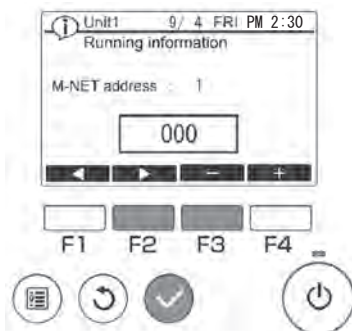 Unit1 9/ 4 FRI PM 2:30
Running information
M-NET address : 1
000
− +
F1 F2 F3 F4